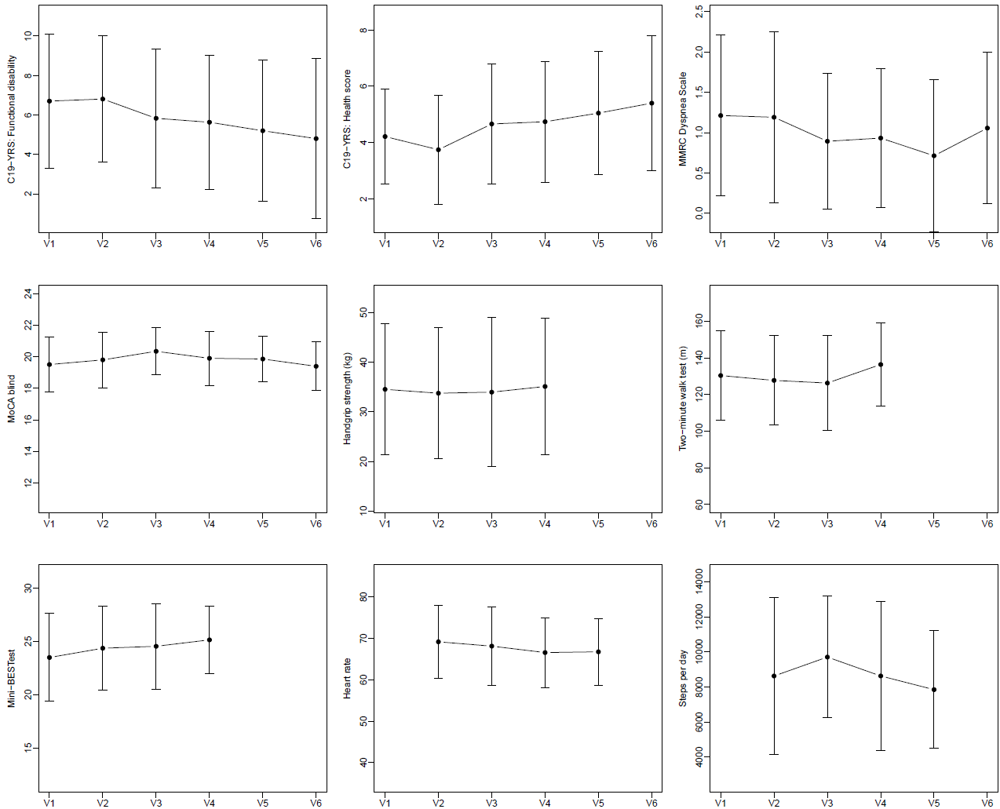 C19−YRS: Functional disability
10
8
6
4
2
V1 V2 V3 V4 V5 V6
C19−YRS: Health score
8
6
4
2
V1 V2 V3 V4 V5 V6
MMRC Dyspnea Scale
2.5
2.0
1.5
1.0
0.5
0.0
V1 V2 V3 V4 V5 V6
MoCA blind
24
22
20
18
16
14
12
V1 V2 V3 V4 V5 V6
Handgrip strength (kg)
50
40
30
20
10
V1 V2 V3 V4 V5 V6
Two−minute walk test (m)
160
140
120
100
80
60
V1 V2 V3 V4 V5 V6
Mini−BESTest
30
25
20
15
V1 V2 V3 V4 V5 V6
Heart rate
80
70
60
50
40
V1 V2 V3 V4 V5 V6
Steps per day
14000
12000
10000
8000
6000
4000
V1 V2 V3 V4 V5 V6